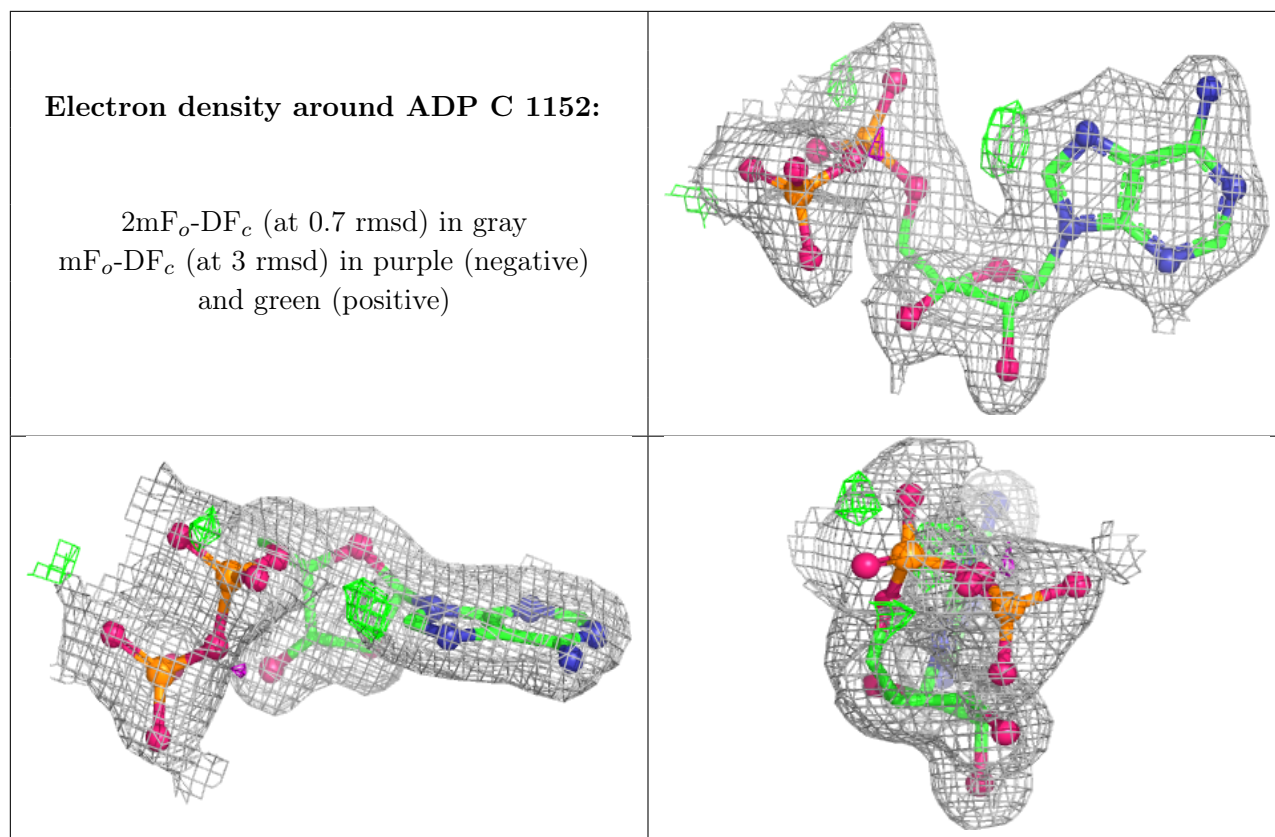 Electron density around ADP C 1152:
2mFo-DFc (at 0.7 rmsd) in gray
mFo-DFc (at 3 rmsd) in purple (negative)
and green (positive)